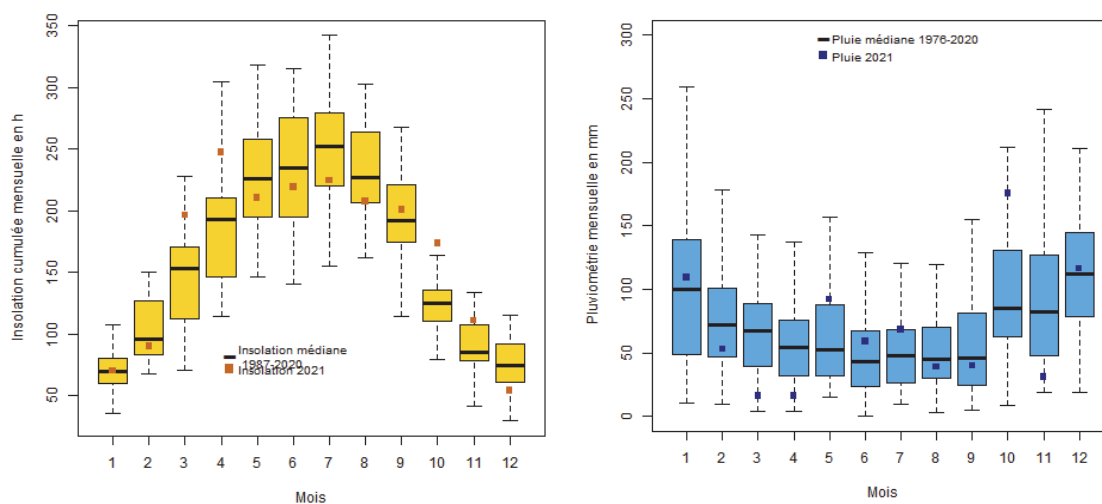 Insolation cumulée mensuelle en h
350
300
250
200
150
100
50
Insolation médiane
1987-2020
Insolation 2021
1 2 3 4 5 6 7 8 9 10 11 12
Mois
Pluviométrie mensuelle en mm
300
250
200
150
100
50
0
Pluie médiane 1976-2020
Pluie 2021
1 2 3 4 5 6 7 8 9 10 11 12
Mois